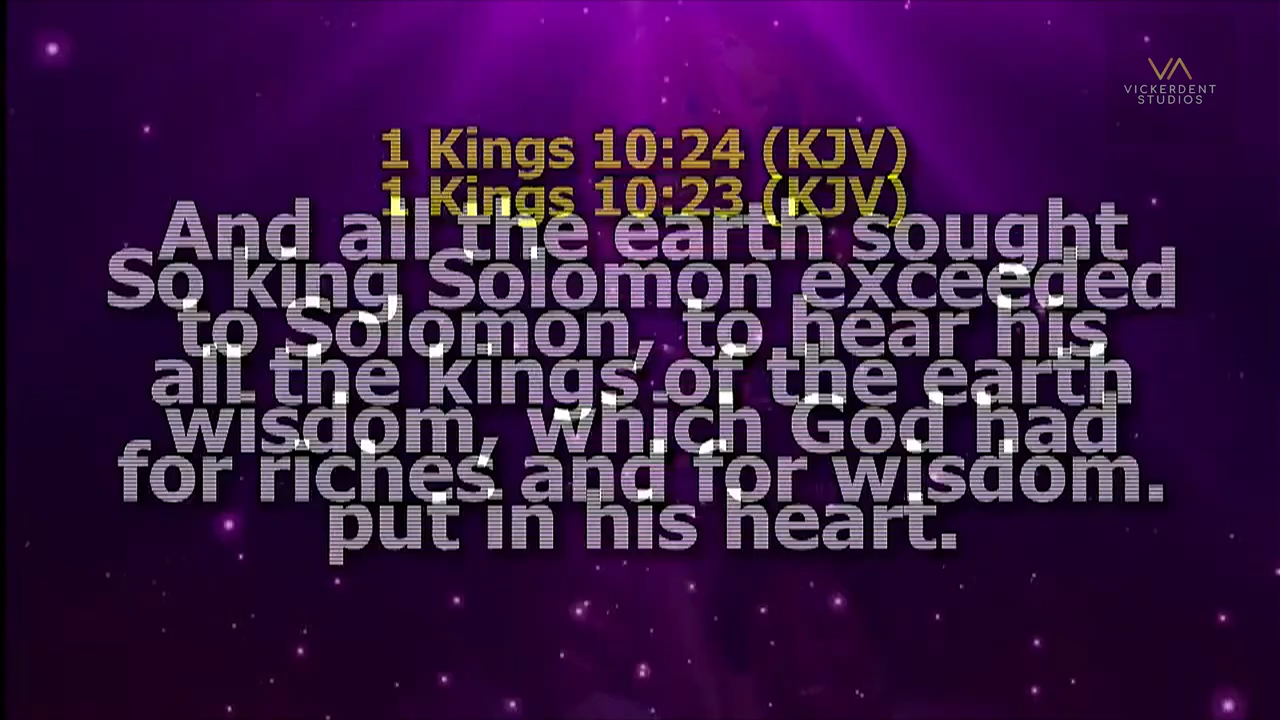 VICKERDENT
STUDIOS
1 Kings 10:24 (KJV)
1 Kings 10:23 (KJV)
And all the earth sought
So king Solomon exceeded
to Solomon, to hear his
all the kings of the earth
wisdom, which God had
for riches and for wisdom.
put in his heart.